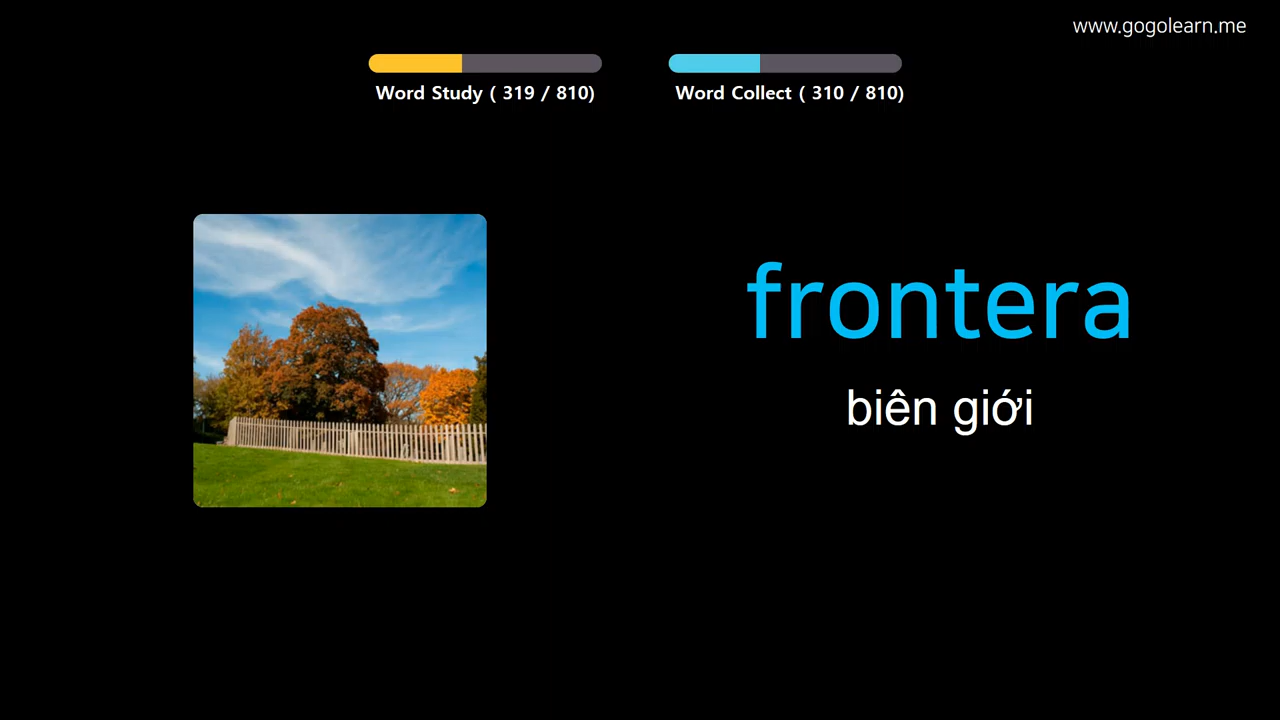 www.gogolearn.me
Word Study ( 319 / 810)
Word Collect ( 310 / 810)
frontera
biên giới